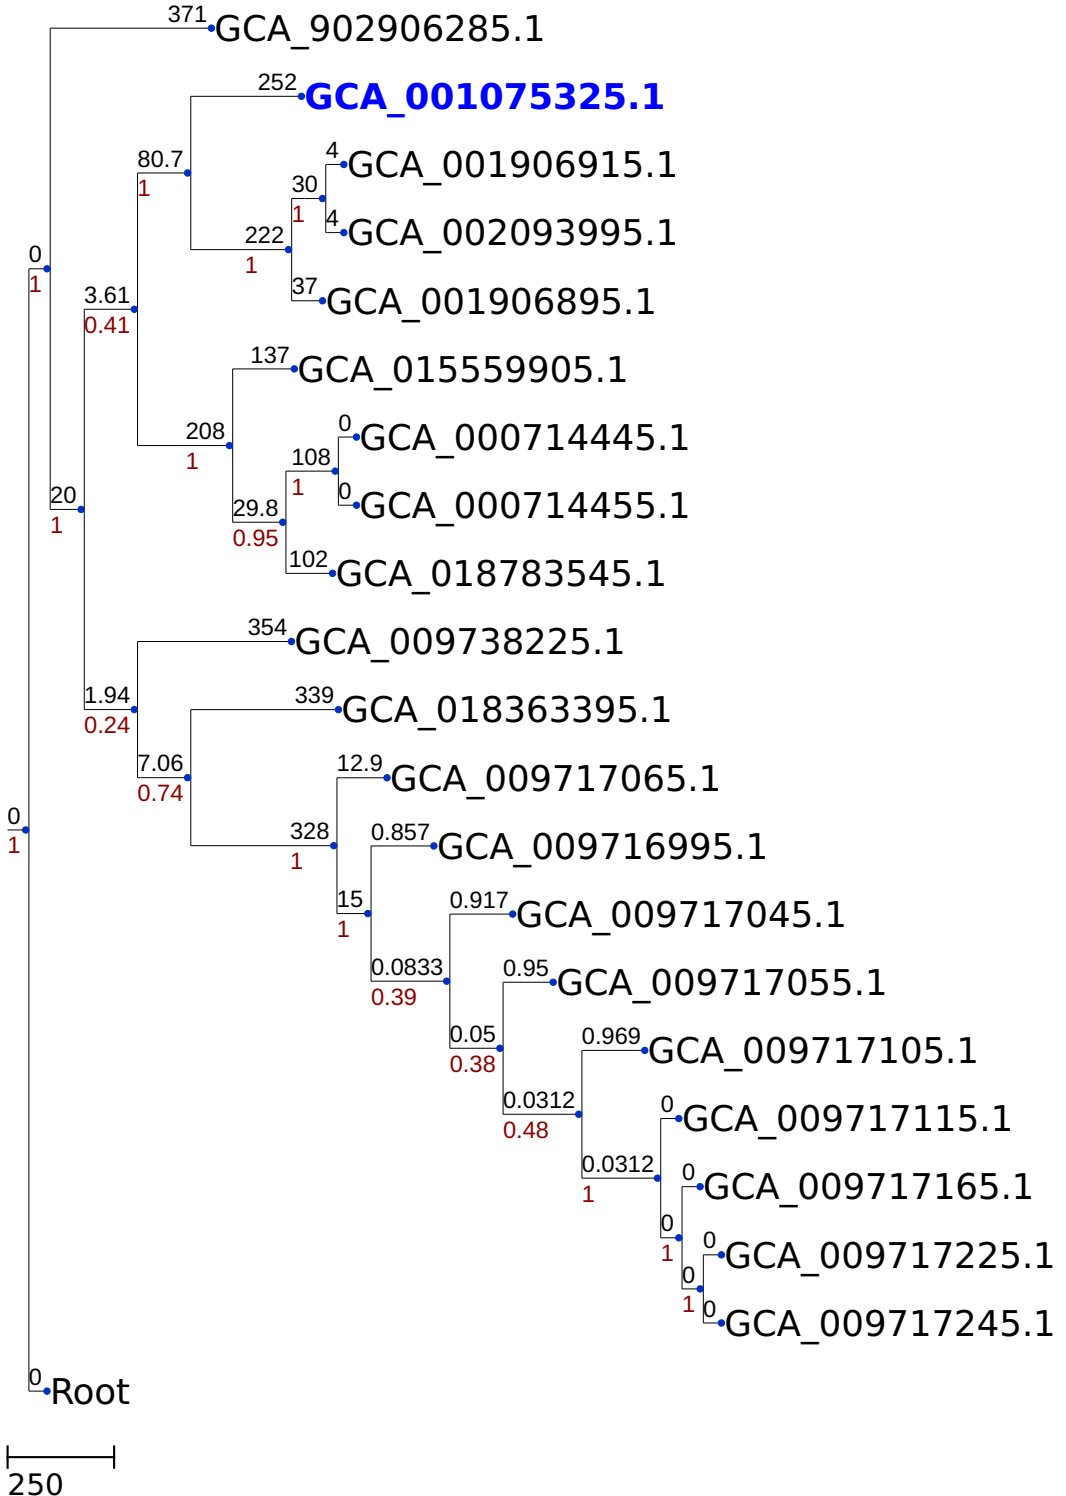 371
GCA_902906285.1
252
GCA_001075325.1
4
GCA_001906915.1
80.7
1
30
1
4
GCA_002093995.1
222
1
0
1
37
GCA_001906895.1
3.61
0.41
137
GCA_015559905.1
0
GCA_000714445.1
208
1
108
1
20
1
0
GCA_000714455.1
29.8
0.95
102
GCA_018783545.1
354
GCA_009738225.1
1.94
0.24
339
GCA_018363395.1
7.06
0.74
12.9
GCA_009717065.1
0
1
328
1
0.857
GCA_009716995.1
15
1
0.917
GCA_009717045.1
0.0833
0.39
0.95
GCA_009717055.1
0.05
0.38
0.969
GCA_009717105.1
0.0312
0.48
0
GCA_009717115.1
0.0312
1
0
GCA_009717165.1
0
1
0
GCA_009717225.1
0
1
0
GCA_009717245.1
0
Root
250